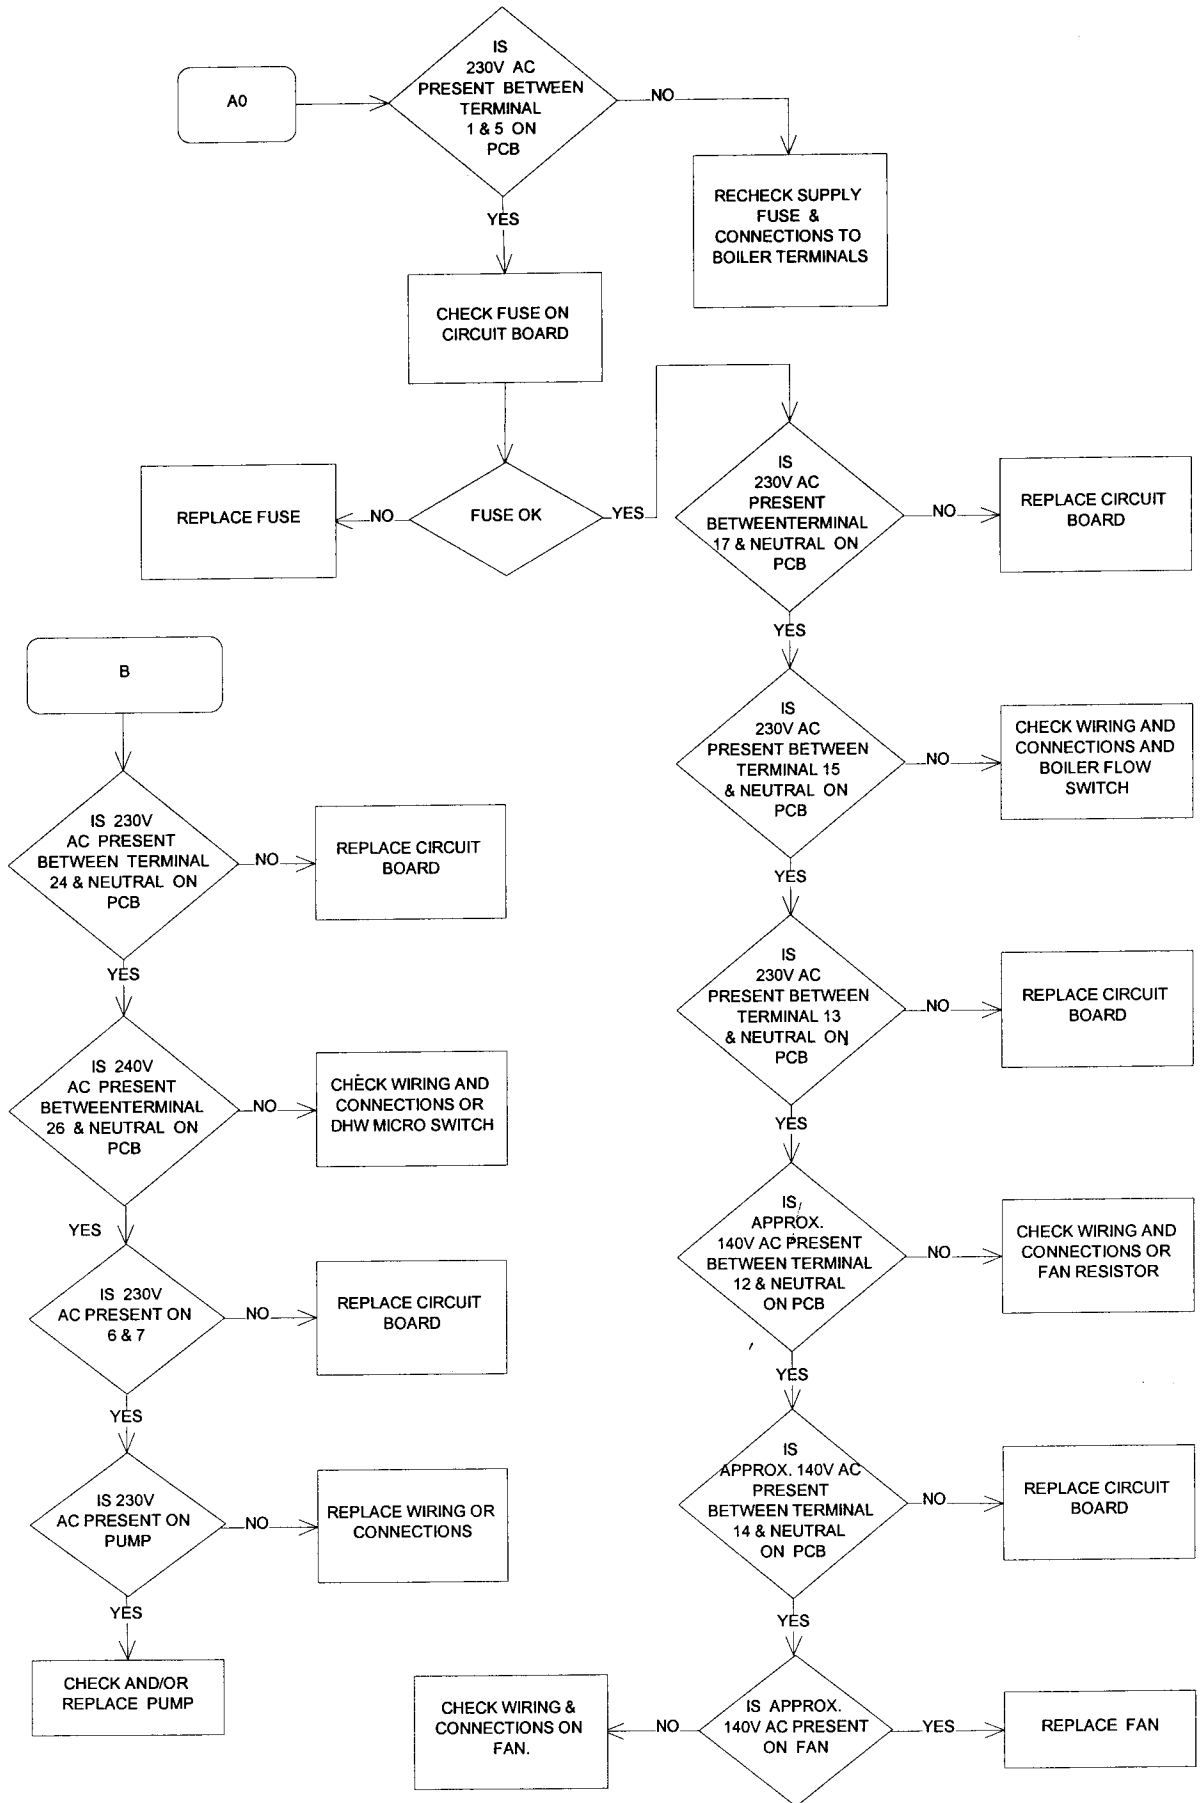 A0
IS
230V AC
PRESENT BETWEEN
TERMINAL
1 & 5 ON
PCB
NO
RECHECK SUPPLY
FUSE &
CONNECTIONS TO
BOILER TERMINALS
YES
CHECK FUSE ON
CIRCUIT BOARD
FUSE OK
NO
REPLACE FUSE
YES
IS
230V AC
PRESENT
BETWEENTERMINAL
17 & NEUTRAL ON
PCB
NO
REPLACE CIRCUIT
BOARD
YES
IS
230V AC
PRESENT BETWEEN
TERMINAL 15
& NEUTRAL ON
PCB
NO
CHECK WIRING AND
CONNECTIONS AND
BOILER FLOW
SWITCH
YES
IS
230V AC
PRESENT BETWEEN
TERMINAL 13
& NEUTRAL ON
PCB
NO
REPLACE CIRCUIT
BOARD
YES
IS
APPROX.
140V AC PRESENT
BETWEEN TERMINAL
12 & NEUTRAL
ON PCB
NO
CHECK WIRING AND
CONNECTIONS OR
FAN RESISTOR
YES
IS
APPROX. 140V AC
PRESENT
BETWEEN TERMINAL
14 & NEUTRAL
ON PCB
NO
REPLACE CIRCUIT
BOARD
YES
IS APPROX.
140V AC PRESENT
ON FAN
NO
CHECK WIRING &
CONNECTIONS ON
FAN.
YES
REPLACE FAN
B
IS 230V
AC PRESENT
BETWEEN TERMINAL
24 & NEUTRAL ON
PCB
NO
REPLACE CIRCUIT
BOARD
YES
IS 240V
AC PRESENT
BETWEENTERMINAL
26 & NEUTRAL ON
PCB
NO
CHECK WIRING AND
CONNECTIONS OR
DHW MICRO SWITCH
YES
IS 230V
AC PRESENT ON
6 & 7
NO
REPLACE CIRCUIT
BOARD
YES
IS 230V
AC PRESENT ON
PUMP
NO
REPLACE WIRING OR
CONNECTIONS
YES
CHECK AND/OR
REPLACE PUMP